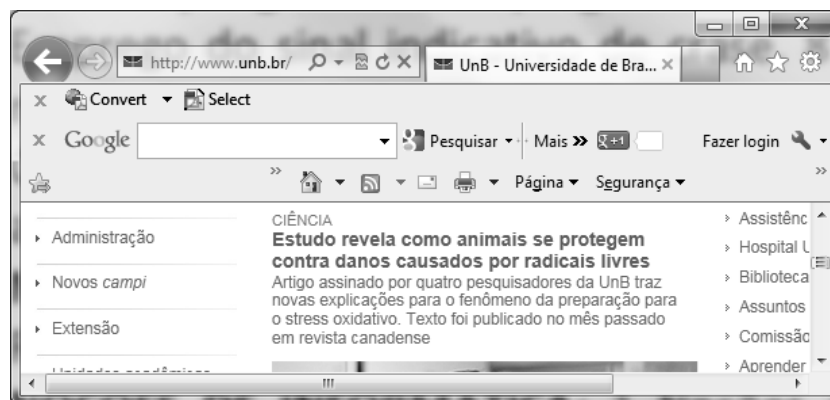 http://www.unb.br/
UnB - Universidade de Bra...
Convert Select
Google Pesquisar Mais >> g+1 Fazer login
>> Página Segurança >>
Administração
Novos campi
Extensão
CIÊNCIA
Estudo revela como animais se protegem
contra danos causados por radicais livres
Artigo assinado por quatro pesquisadores da UnB traz
novas explicações para o fenômeno da preparação para
o stress oxidativo. Texto foi publicado no mês passado
em revista canadense
Assistênc
Hospital U
Biblioteca
Assuntos
Comissão
Aprender